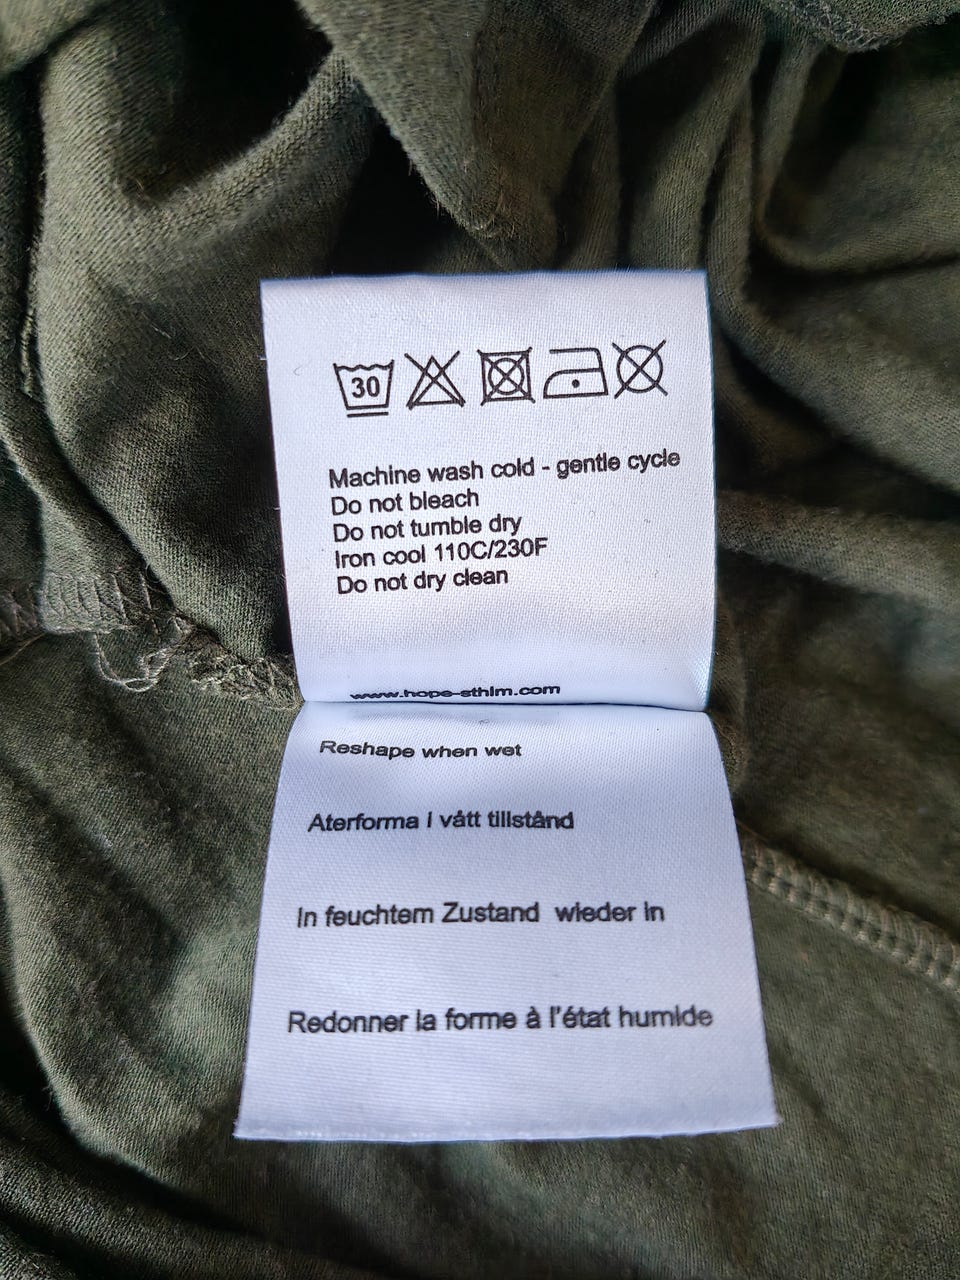 30
Machine wash cold - gentle cycle
Do not bleach
Do not tumble dry
Iron cool 110C/230F
Do not dry clean
www.hope-sthlm.com
Reshape when wet
Aterforma i vått tillstånd
In feuchtem Zustand wieder in
Redonner la forme à l'état humide